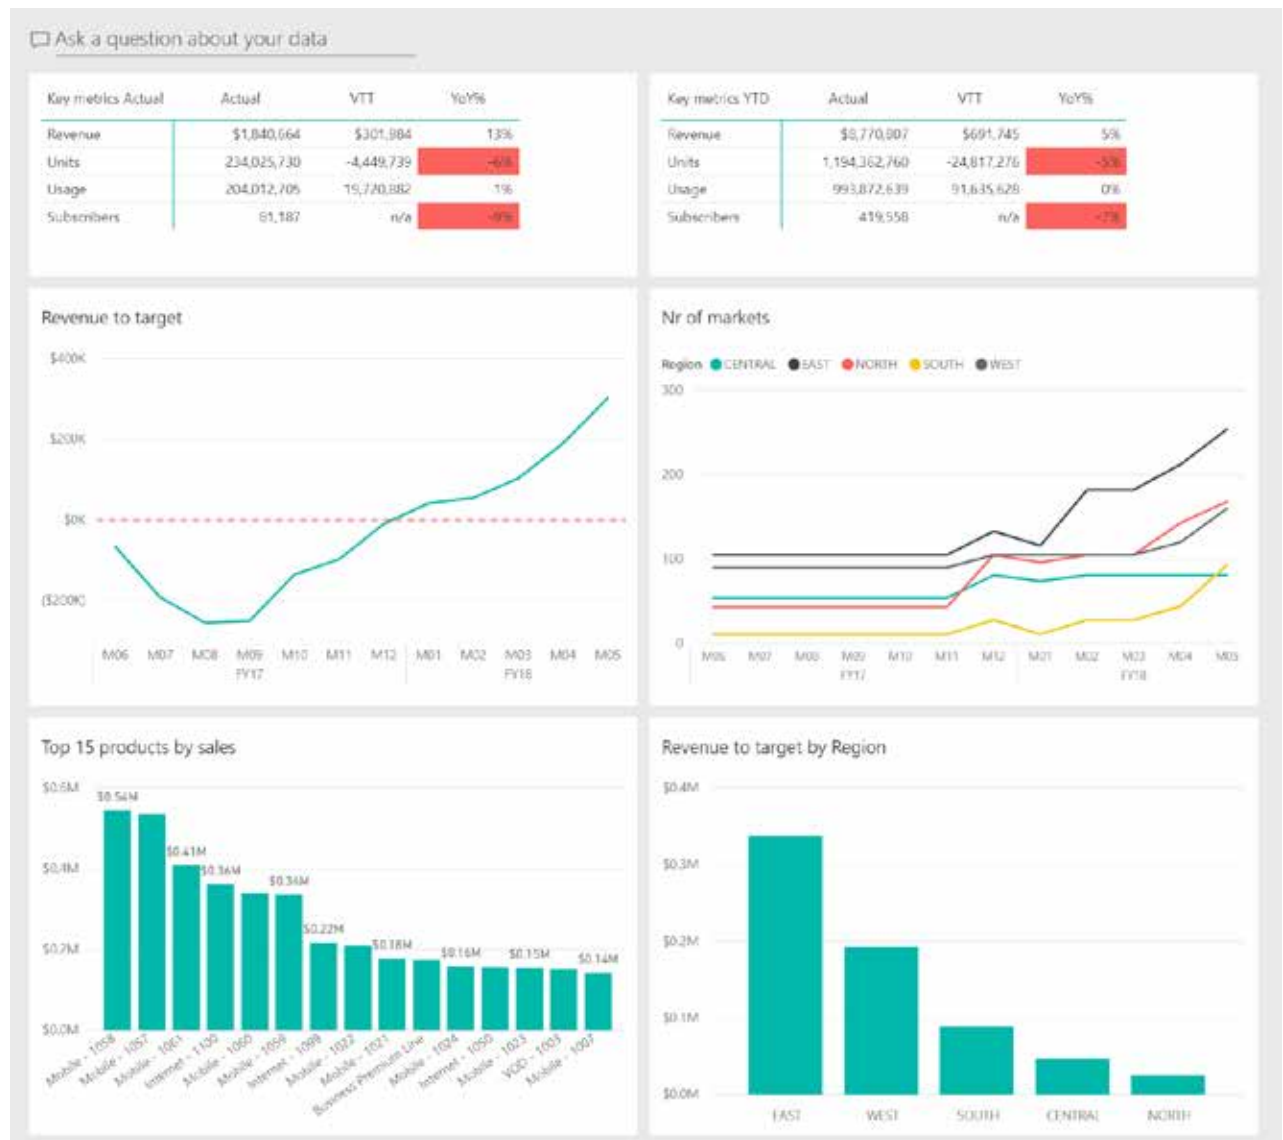 Ask a question about your data
Key metrics Actual Actual VTT YoY%
Revenue $1,840,664 $301,984 13%
Units 234,025,730 -4,449,739 -6%
Usage 204,012,705 19,720,882 1%
Subscribers 81,187 n/a -9%
Key metrics YTD Actual VTT YoY%
Revenue $8,770,807 $691,745 5%
Units 1,194,362,760 -24,817,276 -5%
Usage 993,872,639 91,635,628 0%
Subscribers 419,558 n/a -7%
Revenue to target
$400K
$200K
$0K
($200K)
M06 M07 M08 M09 M10 M11 M12 M01 M02 M03 M04 M05
FY17 FY18
Nr of markets
Region CENTRAL EAST NORTH SOUTH WEST
300
200
100
0
M06 M07 M08 M09 M10 M11 M12 M01 M02 M03 M04 M05
FY17 FY18
Top 15 products by sales
$0.6M
$0.4M
$0.2M
$0.0M
$0.54M
$0.41M
$0.36M
$0.34M
$0.22M
$0.18M
$0.16M
$0.15M
$0.14M
Mobile - 1058
Mobile - 1057
Mobile - 1061
Internet - 1100
Mobile - 1060
Mobile - 1059
Internet - 1099
Mobile - 1022
Mobile - 1021
Business Premium Line
Mobile - 1024
Internet - 1050
Mobile - 1023
VOD - 1003
Mobile - 1007
Revenue to target by Region
$0.4M
$0.3M
$0.2M
$0.1M
$0.0M
EAST WEST SOUTH CENTRAL NORTH